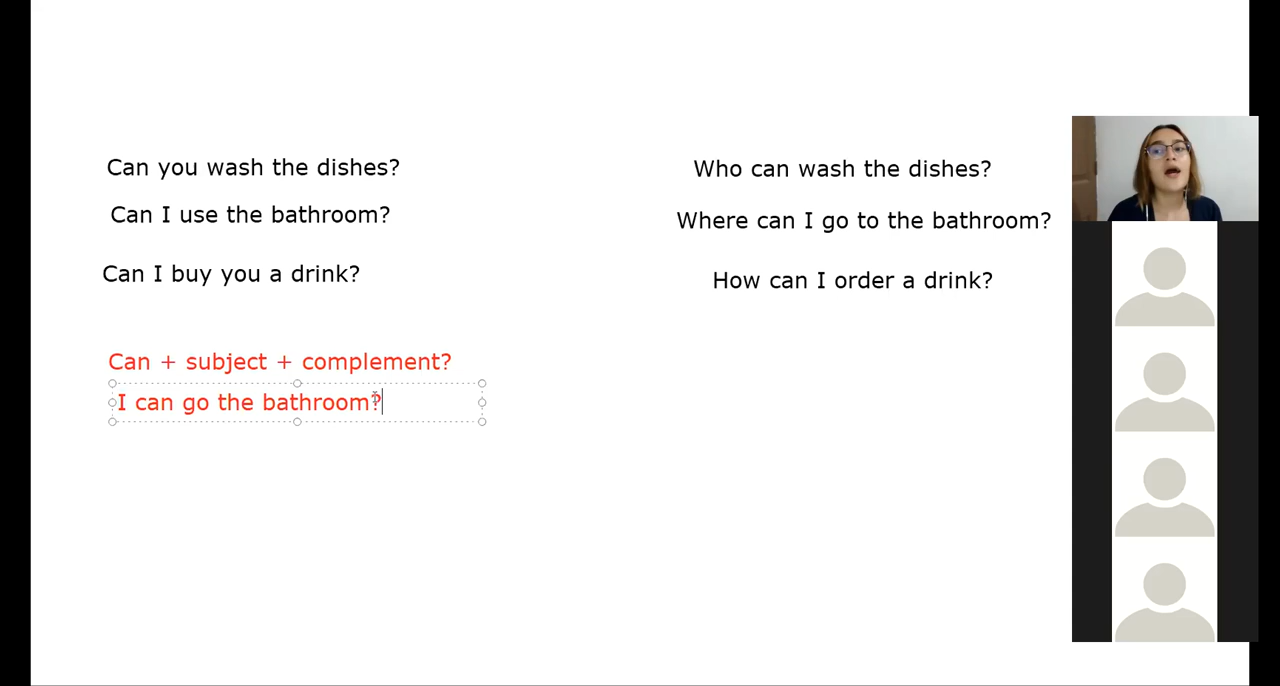 Can you wash the dishes?
Can I use the bathroom?
Can I buy you a drink?
Can + subject + complement?
I can go the bathroom?
Who can wash the dishes?
Where can I go to the bathroom?
How can I order a drink?